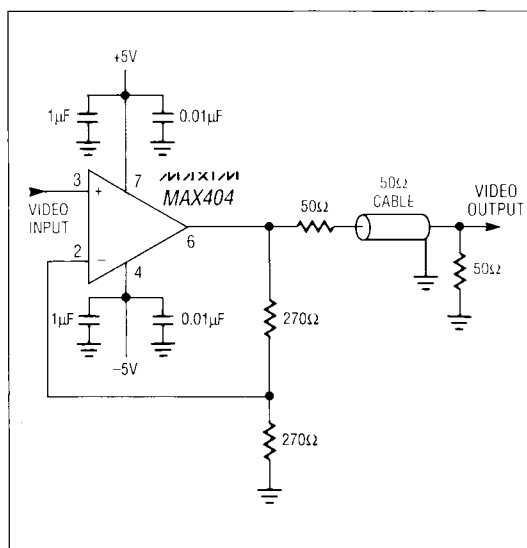 +5V
1µF
0.01µF
MAXIM
MAX404
3
+
7
VIDEO
INPUT
6
2
−
4
50Ω
50Ω
CABLE
VIDEO
OUTPUT
50Ω
1µF
0.01µF
−5V
270Ω
270Ω